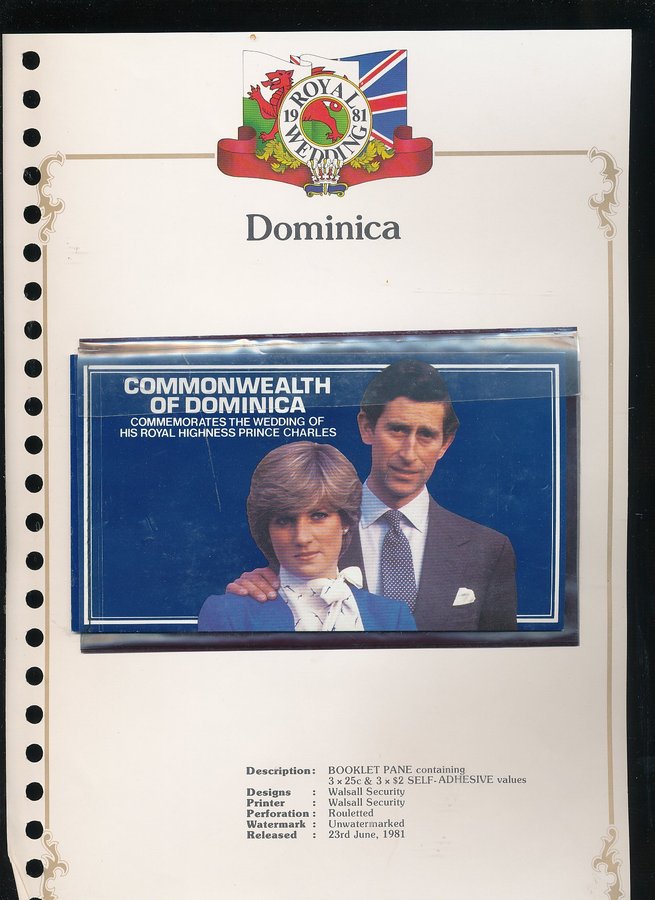 ROYAL
19 81
WEDDING
Dominica
COMMONWEALTH
OF DOMINICA
COMMEMORATES THE WEDDING OF
HIS ROYAL HIGHNESS PRINCE CHARLES
Description: BOOKLET PANE containing
3 × 25c & 3 × $2 SELF-ADHESIVE values
Designs : Walsall Security
Printer : Walsall Security
Perforation: Rouletted
Watermark : Unwatermarked
Released : 23rd June, 1981